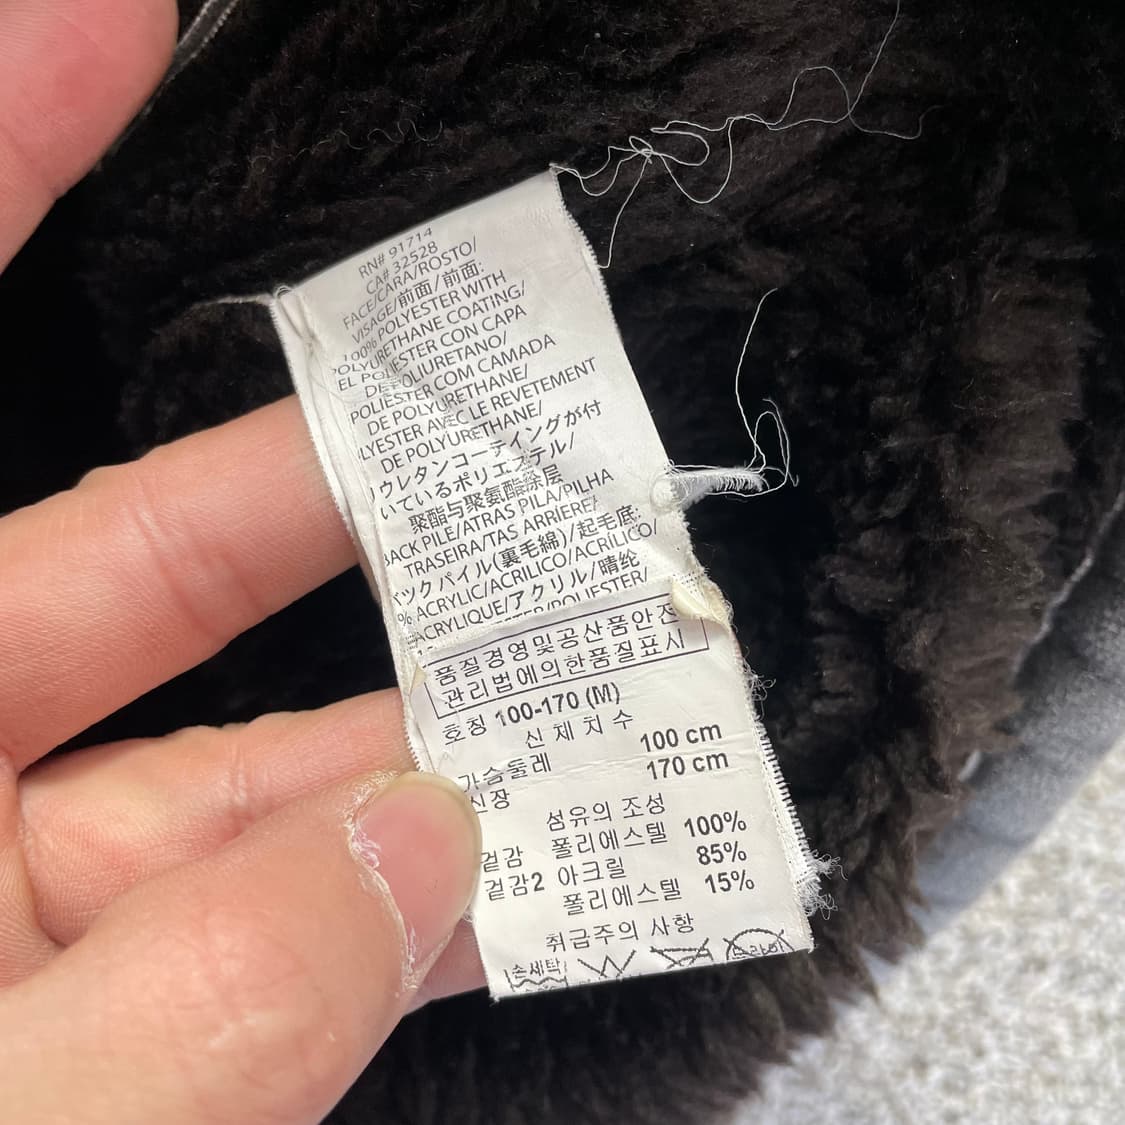 RN# 91714
CA# 32528
FACE/CARA/ROSTO/
VISAGE/前面/前面:
100% POLYESTER WITH
POLYURETHANE COATING/
EL POLIESTER CON CAPA
DE POLIURETANO/
POLIESTER COM CAMADA
DE POLYURETHANE/
LYESTER AVEC LE REVETEMENT
DE POLYURETHANE/
ウレタンコーティングが付
いているポリエステル/
聚酯与聚氨酯涂层
BACK PILE/ATRAS PILA/PILHA
TRASEIRA/TAS ARRIERE/
ックパイル(裏毛綿)/起毛底:
% ACRYLIC/ACRILICO/ACRÍLICO/
ACRYLIQUE/アクリル/晴纶
POLIESTER/
품질경영및공산품안전
관리법에의한품질표시
호칭 100-170 (M)
신체치수
가슴둘레 100 cm
신장 170 cm
섬유의 조성
겉감 폴리에스텔 100%
겉감2 아크릴 85%
폴리에스텔 15%
취급주의 사항
손세탁
드라이